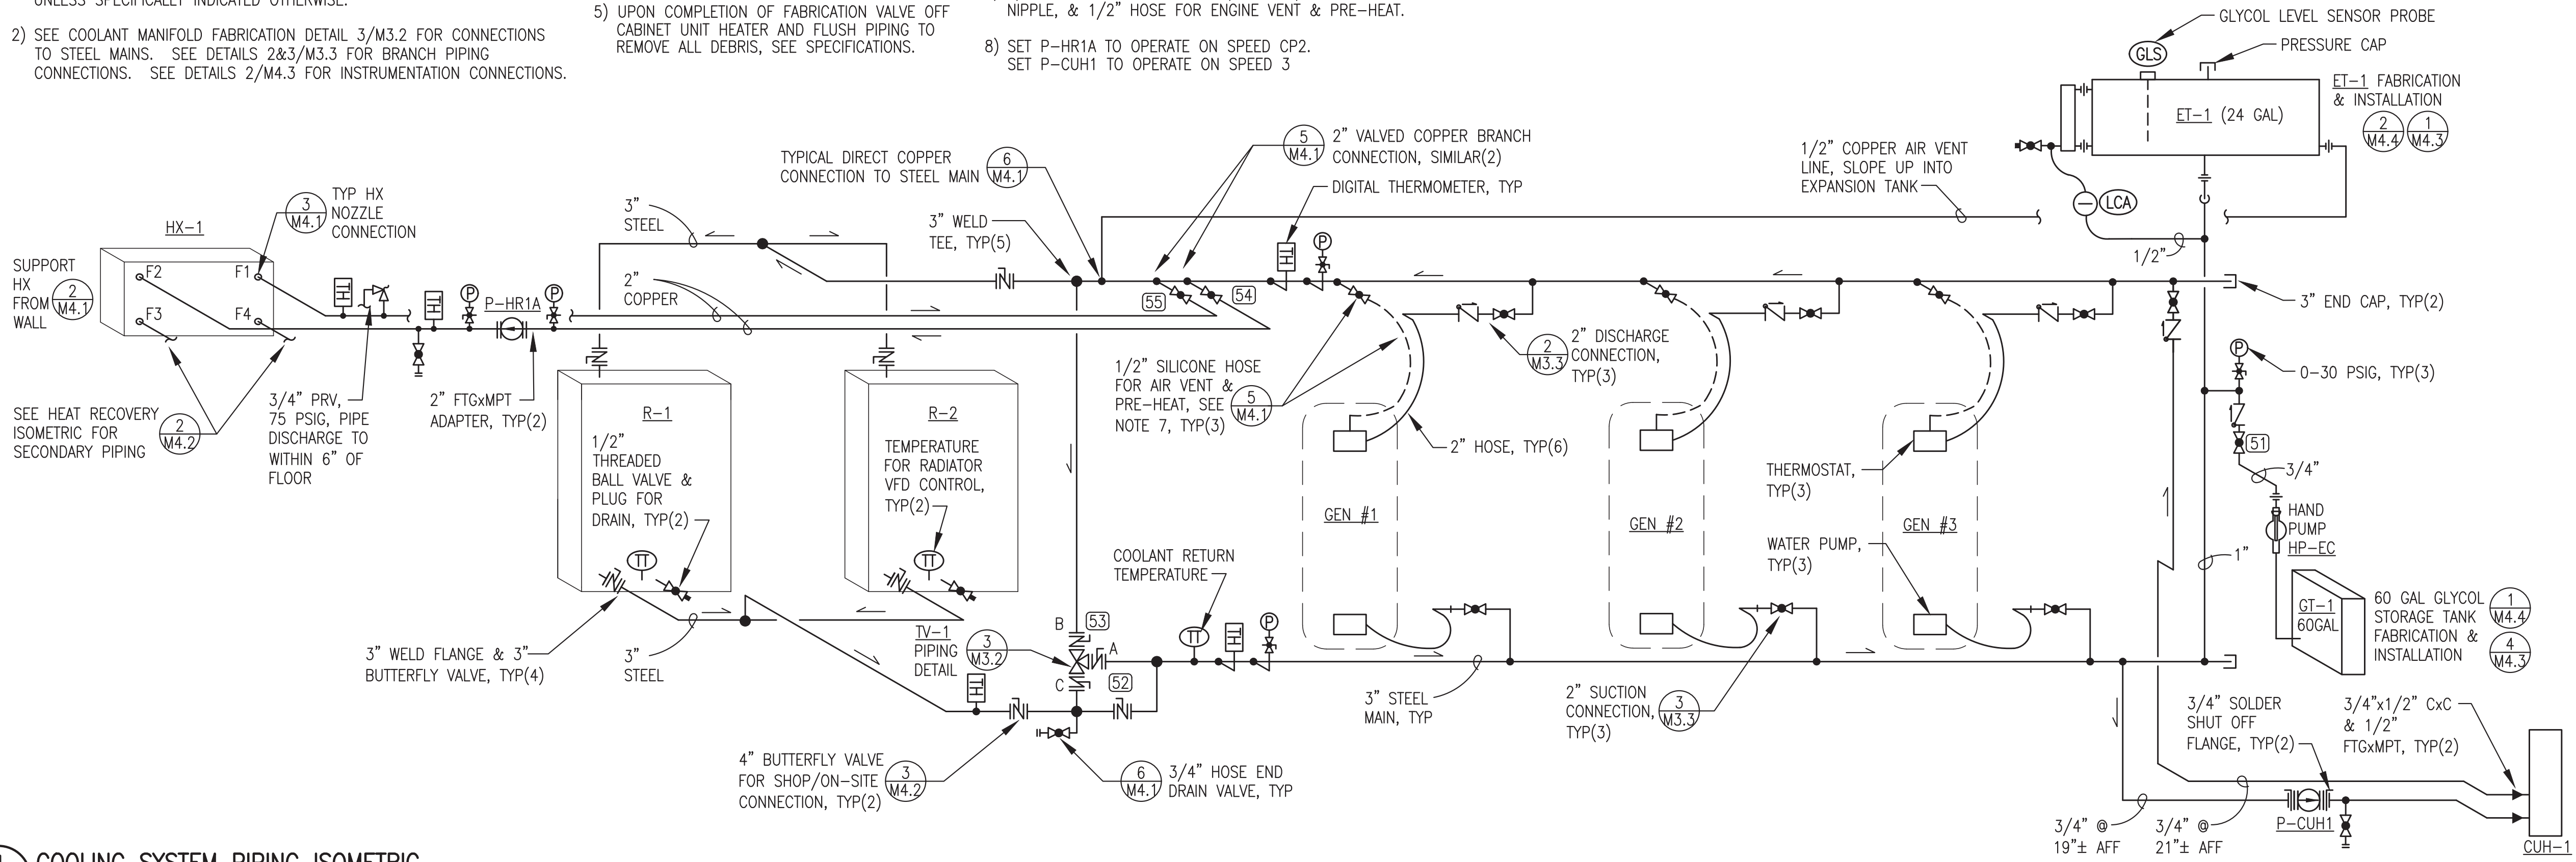 UNLESS SPECIFICALLY INDICATED OTHERWISE.
2) SEE COOLANT MANIFOLD FABRICATION DETAIL 3/M3.2 FOR CONNECTIONS
TO STEEL MAINS. SEE DETAILS 2&3/M3.3 FOR BRANCH PIPING
CONNECTIONS. SEE DETAILS 2/M4.3 FOR INSTRUMENTATION CONNECTIONS.
5) UPON COMPLETION OF FABRICATION VALVE OFF
CABINET UNIT HEATER AND FLUSH PIPING TO
REMOVE ALL DEBRIS, SEE SPECIFICATIONS.
NIPPLE, & 1/2" HOSE FOR ENGINE VENT & PRE-HEAT.
8) SET P-HR1A TO OPERATE ON SPEED CP2.
SET P-CUH1 TO OPERATE ON SPEED 3
GLYCOL LEVEL SENSOR PROBE
GLS
PRESSURE CAP
ET-1 FABRICATION
& INSTALLATION
2
M4.4
1
M4.3
ET-1 (24 GAL)
LCA
1/2"
1/2" COPPER AIR VENT
LINE, SLOPE UP INTO
EXPANSION TANK
5
M4.1
2" VALVED COPPER BRANCH
CONNECTION, SIMILAR(2)
DIGITAL THERMOMETER, TYP
TYPICAL DIRECT COPPER
CONNECTION TO STEEL MAIN
6
M4.1
3" WELD
TEE, TYP(5)
3"
STEEL
2"
COPPER
3
M4.1
TYP HX
NOZZLE
CONNECTION
HX-1
F2
F1
F3
F4
SUPPORT
HX
FROM
WALL
2
M4.1
TH
TH
P
P-HR1A
P
55
54
TH
P
3" END CAP, TYP(2)
SEE HEAT RECOVERY
ISOMETRIC FOR
SECONDARY PIPING
2
M4.2
3/4" PRV,
75 PSIG, PIPE
DISCHARGE TO
WITHIN 6" OF
FLOOR
2" FTGxMPT
ADAPTER, TYP(2)
R-1
1/2"
THREADED
BALL VALVE &
PLUG FOR
DRAIN, TYP(2)
TT
R-2
TEMPERATURE
FOR RADIATOR
VFD CONTROL,
TYP(2)
TT
1/2" SILICONE HOSE
FOR AIR VENT &
PRE-HEAT, SEE
NOTE 7, TYP(3)
5
M4.1
2
M3.3
2" DISCHARGE
CONNECTION,
TYP(3)
2" HOSE, TYP(6)
GEN #1
GEN #2
GEN #3
THERMOSTAT,
TYP(3)
WATER PUMP,
TYP(3)
P
0-30 PSIG, TYP(3)
51
3/4"
HAND
PUMP
HP-EC
1"
GT-1
60GAL
60 GAL GLYCOL
STORAGE TANK
FABRICATION &
INSTALLATION
1
M4.4
4
M4.3
COOLANT RETURN
TEMPERATURE
TT
TH
P
B
53
A
C
52
TV-1
PIPING
DETAIL
3
M3.2
3" WELD FLANGE & 3"
BUTTERFLY VALVE, TYP(4)
3"
STEEL
TH
4" BUTTERFLY VALVE
FOR SHOP/ON-SITE
CONNECTION, TYP(2)
3
M4.2
6
M4.1
3/4" HOSE END
DRAIN VALVE, TYP
3" STEEL
MAIN, TYP
2" SUCTION
CONNECTION,
TYP(3)
3
M3.3
3/4" SOLDER
SHUT OFF
FLANGE, TYP(2)
3/4"x1/2" CxC
& 1/2"
FTGxMPT, TYP(2)
3/4" @
19"± AFF
3/4" @
21"± AFF
P-CUH1
CUH-1
COOLING SYSTEM PIPING ISOMETRIC